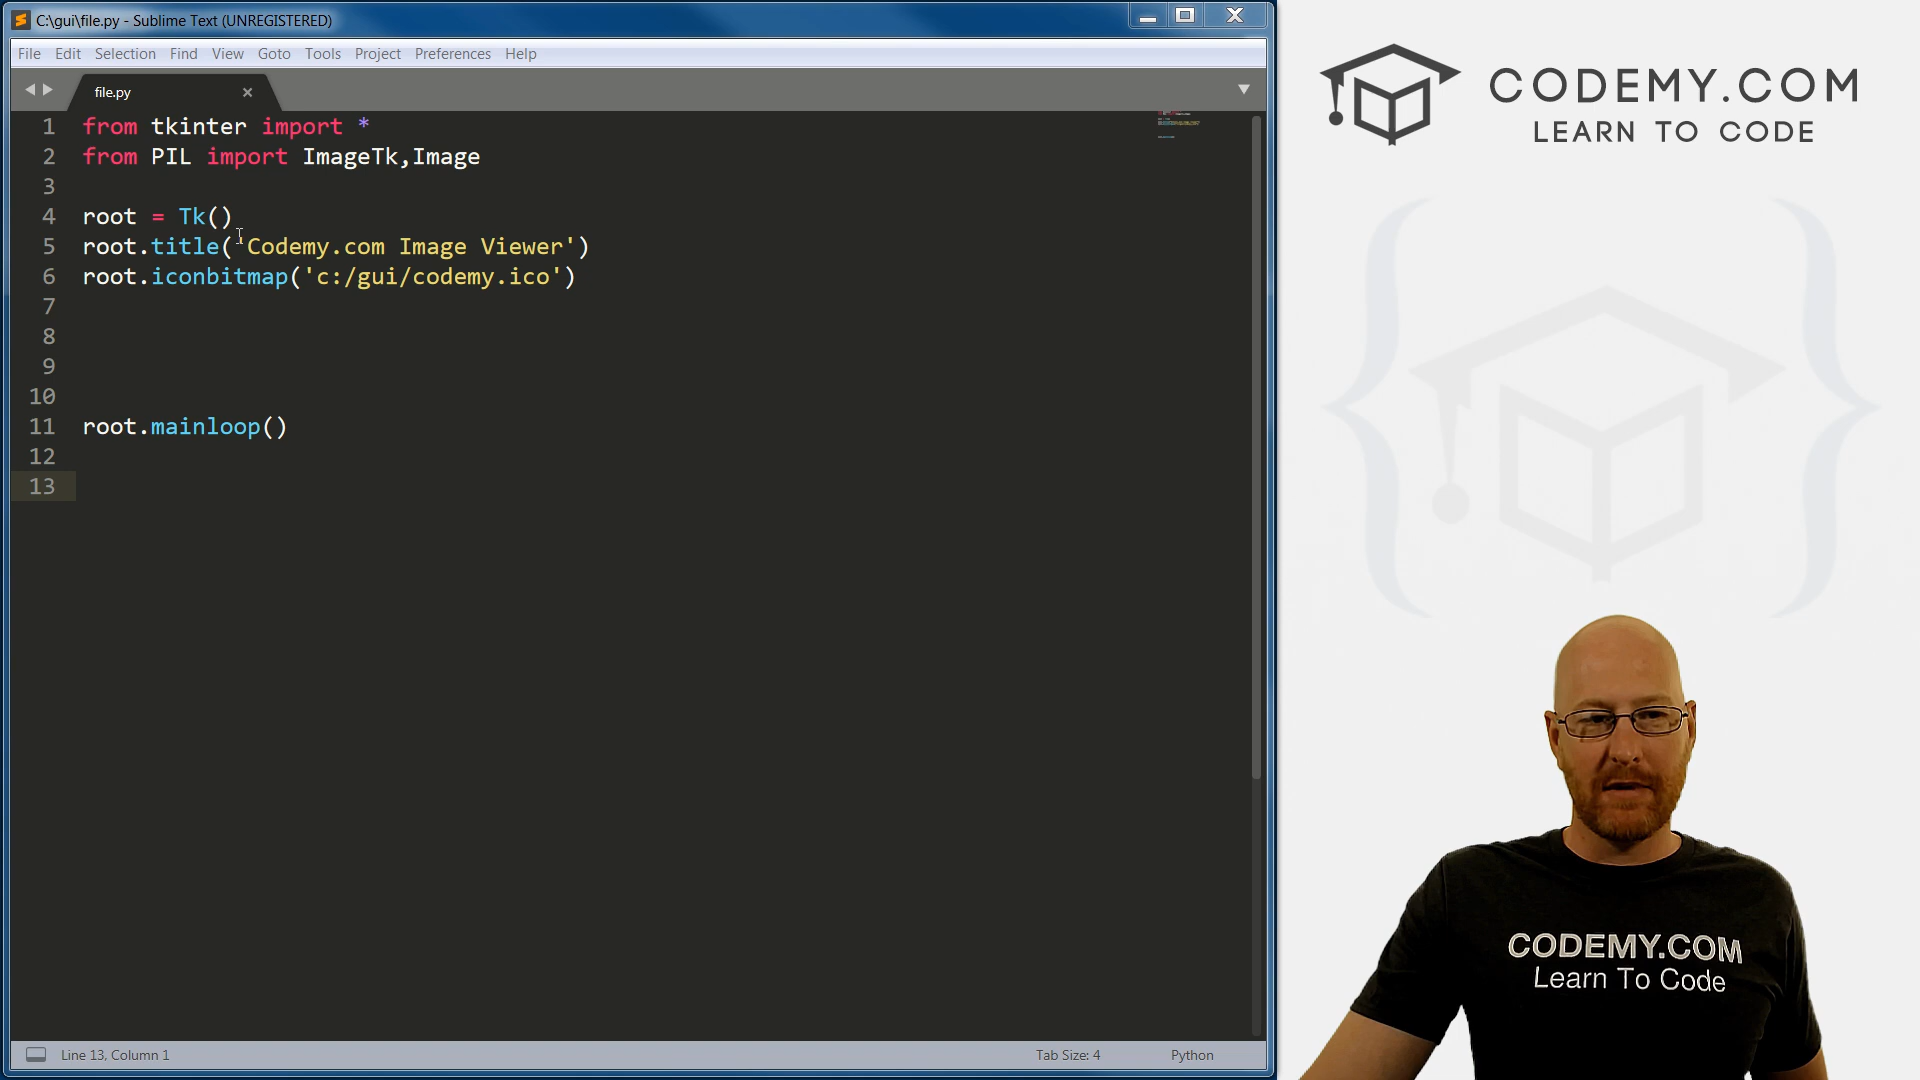 C:\gui\file.py - Sublime Text (UNREGISTERED)
File Edit Selection Find View Goto Tools Project Preferences Help
file.py
1 from tkinter import *
2 from PIL import ImageTk,Image
3
4 root = Tk()
5 root.title('Codemy.com Image Viewer')
6 root.iconbitmap('c:/gui/codemy.ico')
7
8
9
10
11 root.mainloop()
12
13
Line 13, Column 1
Tab Size: 4
Python
CODEMY.COM
LEARN TO CODE
CODEMY.COM
Learn To Code